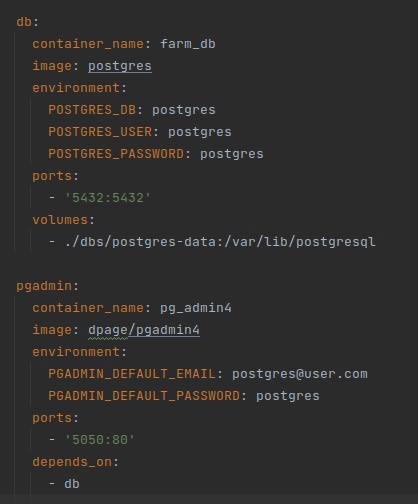 db:
  container_name: farm_db
  image: postgres
  environment:
    POSTGRES_DB: postgres
    POSTGRES_USER: postgres
    POSTGRES_PASSWORD: postgres
  ports:
    - '5432:5432'
  volumes:
    - ./dbs/postgres-data:/var/lib/postgresql

pgadmin:
  container_name: pg_admin4
  image: dpage/pgadmin4
  environment:
    PGADMIN_DEFAULT_EMAIL: postgres@user.com
    PGADMIN_DEFAULT_PASSWORD: postgres
  ports:
    - '5050:80'
  depends_on:
    - db